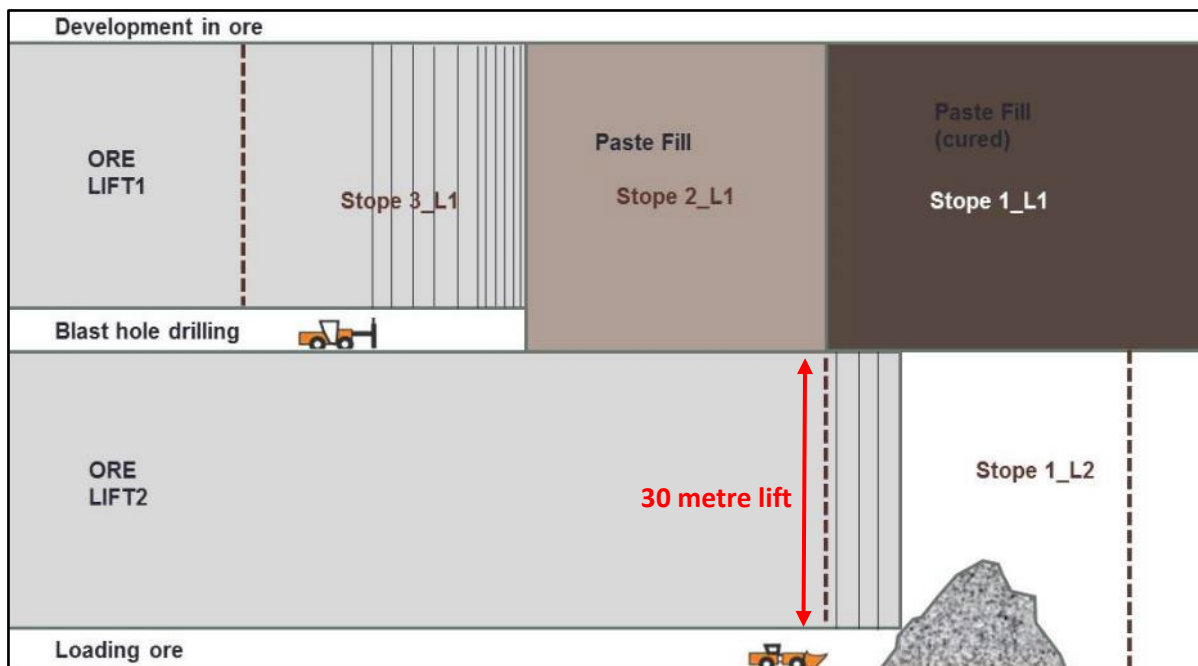 Development in ore
ORE
LIFT1
Stope 3_L1
Paste Fill
Stope 2_L1
Paste Fill
(cured)
Stope 1_L1
Blast hole drilling
ORE
LIFT2
30 metre lift
Stope 1_L2
Loading ore